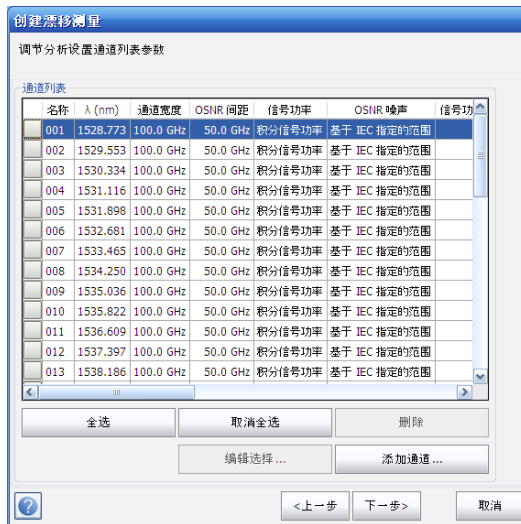 创建漂移测量
调节分析设置通道列表参数
通道列表
名称 λ (nm) 通道宽度 OSNR 间距 信号功率 OSNR 噪声 信号功
001 1528.773 100.0 GHz 50.0 GHz 积分信号功率 基于 IEC 指定的范围
002 1529.553 100.0 GHz 50.0 GHz 积分信号功率 基于 IEC 指定的范围
003 1530.334 100.0 GHz 50.0 GHz 积分信号功率 基于 IEC 指定的范围
004 1531.116 100.0 GHz 50.0 GHz 积分信号功率 基于 IEC 指定的范围
005 1531.898 100.0 GHz 50.0 GHz 积分信号功率 基于 IEC 指定的范围
006 1532.681 100.0 GHz 50.0 GHz 积分信号功率 基于 IEC 指定的范围
007 1533.465 100.0 GHz 50.0 GHz 积分信号功率 基于 IEC 指定的范围
008 1534.250 100.0 GHz 50.0 GHz 积分信号功率 基于 IEC 指定的范围
009 1535.036 100.0 GHz 50.0 GHz 积分信号功率 基于 IEC 指定的范围
010 1535.822 100.0 GHz 50.0 GHz 积分信号功率 基于 IEC 指定的范围
011 1536.609 100.0 GHz 50.0 GHz 积分信号功率 基于 IEC 指定的范围
012 1537.397 100.0 GHz 50.0 GHz 积分信号功率 基于 IEC 指定的范围
013 1538.186 100.0 GHz 50.0 GHz 积分信号功率 基于 IEC 指定的范围
全选 取消全选 删除
编辑选择 ... 添加通道 ...
? <上一步 下一步> 取消